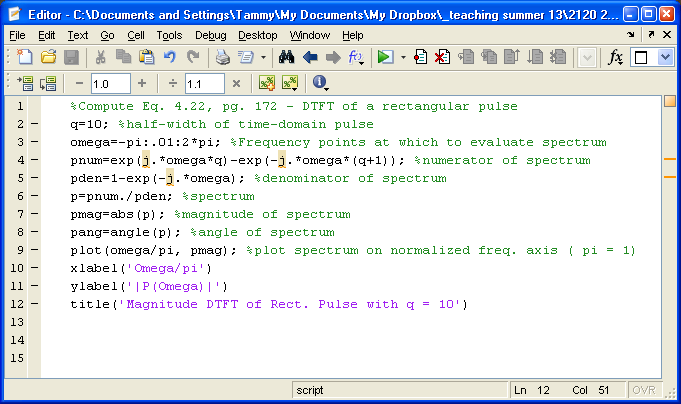 Editor - C:\Documents and Settings\Tammy\My Documents\My Dropbox\_teaching summer 13\2120 2...
File Edit Text Go Cell Tools Debug Desktop Window Help
- 1.0 + ÷ 1.1 ×
1 %Compute Eq. 4.22, pg. 172 - DTFT of a rectangular pulse
2 - q=10; %half-width of time-domain pulse
3 - omega=-pi:.01:2*pi; %Frequency points at which to evaluate spectrum
4 - pnum=exp(j.*omega*q)-exp(-j.*omega*(q+1)); %numerator of spectrum
5 - pden=1-exp(-j.*omega); %denominator of spectrum
6 - p=pnum./pden; %spectrum
7 - pmag=abs(p); %magnitude of spectrum
8 - pang=angle(p); %angle of spectrum
9 - plot(omega/pi, pmag); %plot spectrum on normalized freq. axis ( pi = 1)
10 - xlabel('Omega/pi')
11 - ylabel('|P(Omega)|')
12 - title('Magnitude DTFT of Rect. Pulse with q = 10')
13
14
15
script Ln 12 Col 51 OVR